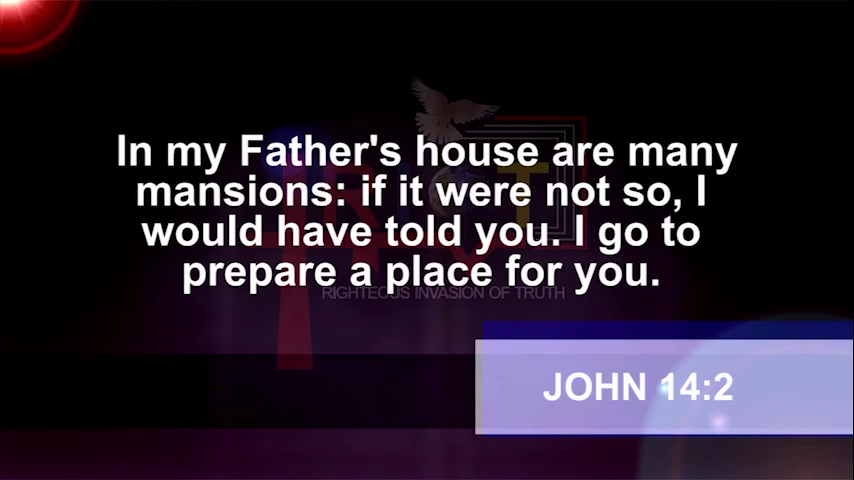 In my Father's house are many
mansions: if it were not so, I
would have told you. I go to
prepare a place for you.
RIGHTEOUS INVASION OF TRUTH
JOHN 14:2